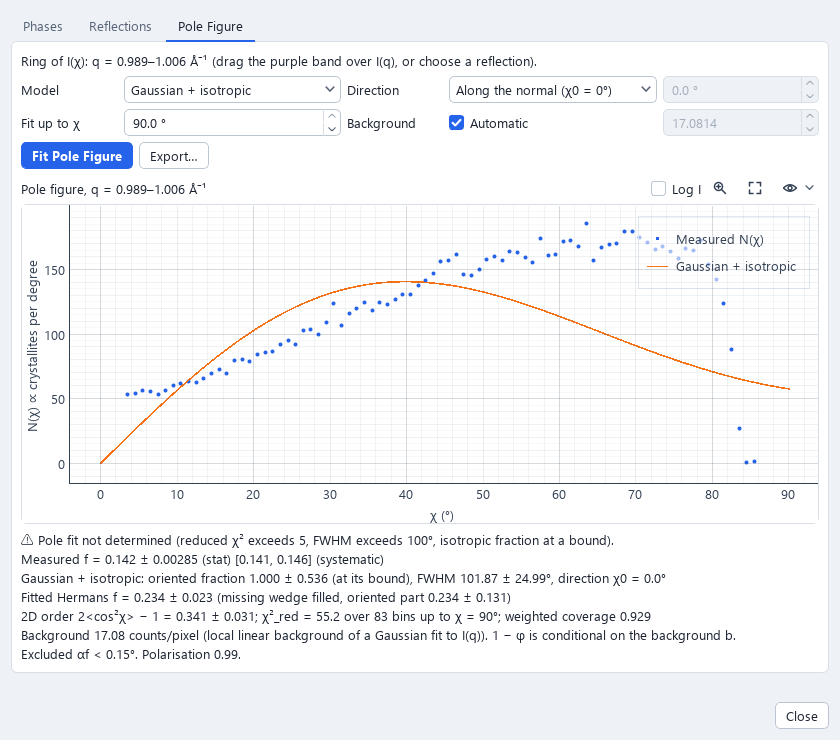 Phases Reflections Pole Figure
Ring of I(χ): q = 0.989–1.006 Å⁻¹ (drag the purple band over I(q), or choose a reflection).
Model Gaussian + isotropic Direction Along the normal (χ0 = 0°) 0.0 °
Fit up to χ 90.0 ° Background Automatic 17.0814
Fit Pole Figure Export...
Pole figure, q = 0.989–1.006 Å⁻¹ Log I
Measured N(χ)
Gaussian + isotropic
N(χ) ∝ crystallites per degree
150
100
50
0
0 10 20 30 40 50 60 70 80 90
χ (°)
⚠ Pole fit not determined (reduced χ² exceeds 5, FWHM exceeds 100°, isotropic fraction at a bound).
Measured f = 0.142 ± 0.00285 (stat) [0.141, 0.146] (systematic)
Gaussian + isotropic: oriented fraction 1.000 ± 0.536 (at its bound), FWHM 101.87 ± 24.99°, direction χ0 = 0.0°
Fitted Hermans f = 0.234 ± 0.023 (missing wedge filled, oriented part 0.234 ± 0.131)
2D order 2<cos²χ> − 1 = 0.341 ± 0.031; χ²_red = 55.2 over 83 bins up to χ = 90°; weighted coverage 0.929
Background 17.08 counts/pixel (local linear background of a Gaussian fit to I(q)). 1 − φ is conditional on the background b.
Excluded αf < 0.15°. Polarisation 0.99.
Close